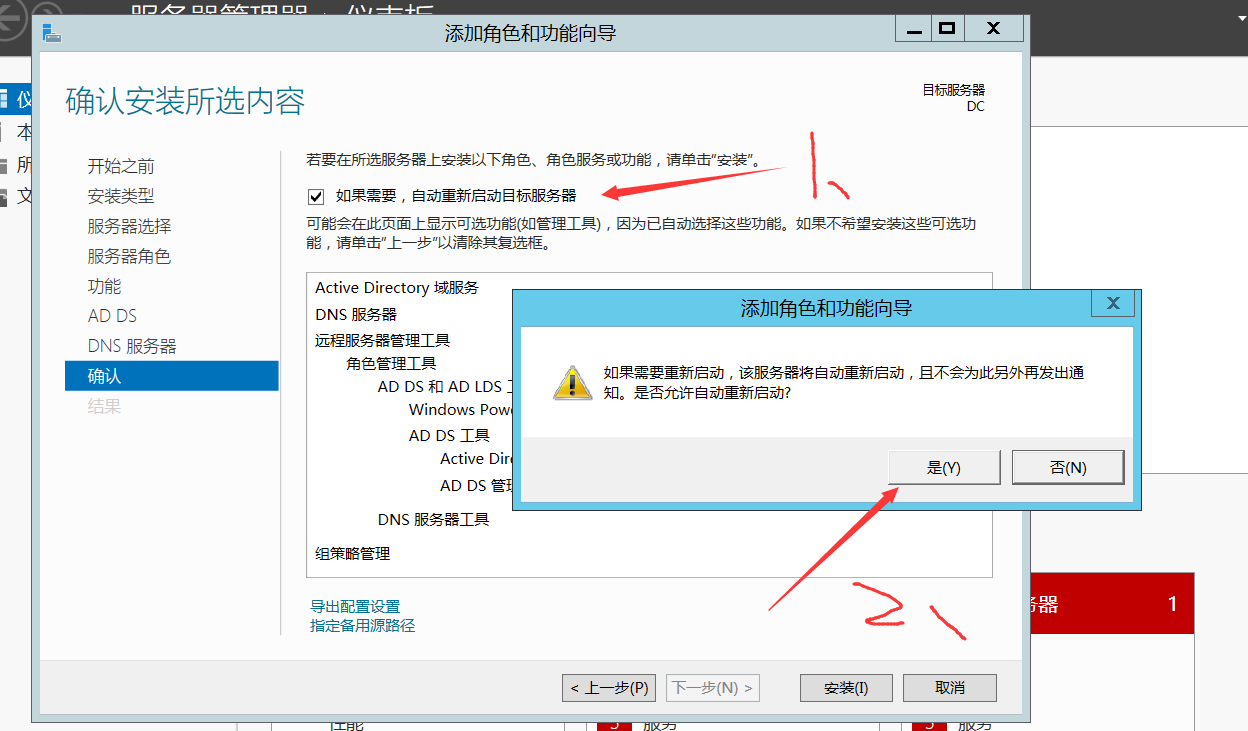 服务器管理器 · 仪表板
添加角色和功能向导
X
确认安装所选内容
目标服务器
DC
仪
本
所
文
开始之前
安装类型
服务器选择
服务器角色
功能
AD DS
DNS 服务器
确认
结果
若要在所选服务器上安装以下角色、角色服务或功能，请单击"安装"。
如果需要，自动重新启动目标服务器
可能会在此页面上显示可选功能(如管理工具)，因为已自动选择这些功能。如果不希望安装这些可选功
能，请单击"上一步"以清除其复选框。
1、
Active Directory 域服务
DNS 服务器
远程服务器管理工具
角色管理工具
AD DS 和 AD LDS
Windows Pow
AD DS 工具
Active Dire
AD DS 管理
DNS 服务器工具
组策略管理
添加角色和功能向导
X
如果需要重新启动，该服务器将自动重新启动，且不会为此另外再发出通
知。是否允许自动重新启动?
是(Y)
否(N)
2、
导出配置设置
指定备用源路径
务器
1
< 上一步(P)
下一步(N) >
安装(I)
取消
性能
5
服务
5
服务